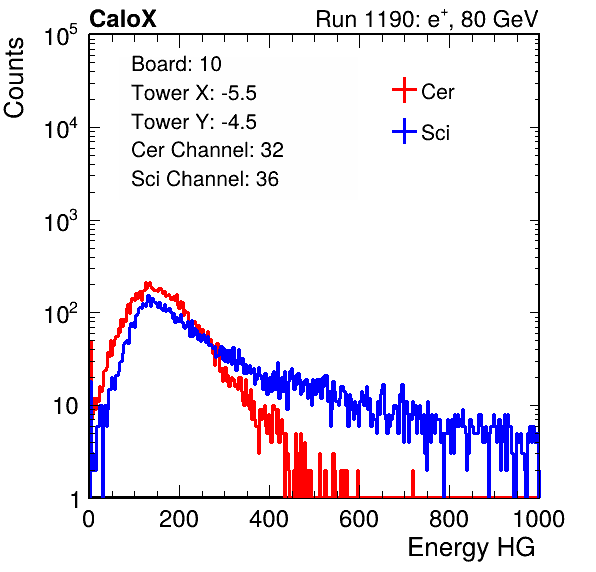 CaloX Run 1190: e+, 80 GeV
Counts
Board: 10
Tower X: -5.5
Tower Y: -4.5
Cer Channel: 32
Sci Channel: 36
Cer
Sci
10^5
10^4
10^3
10^2
10
1
0 200 400 600 800 1000
Energy HG